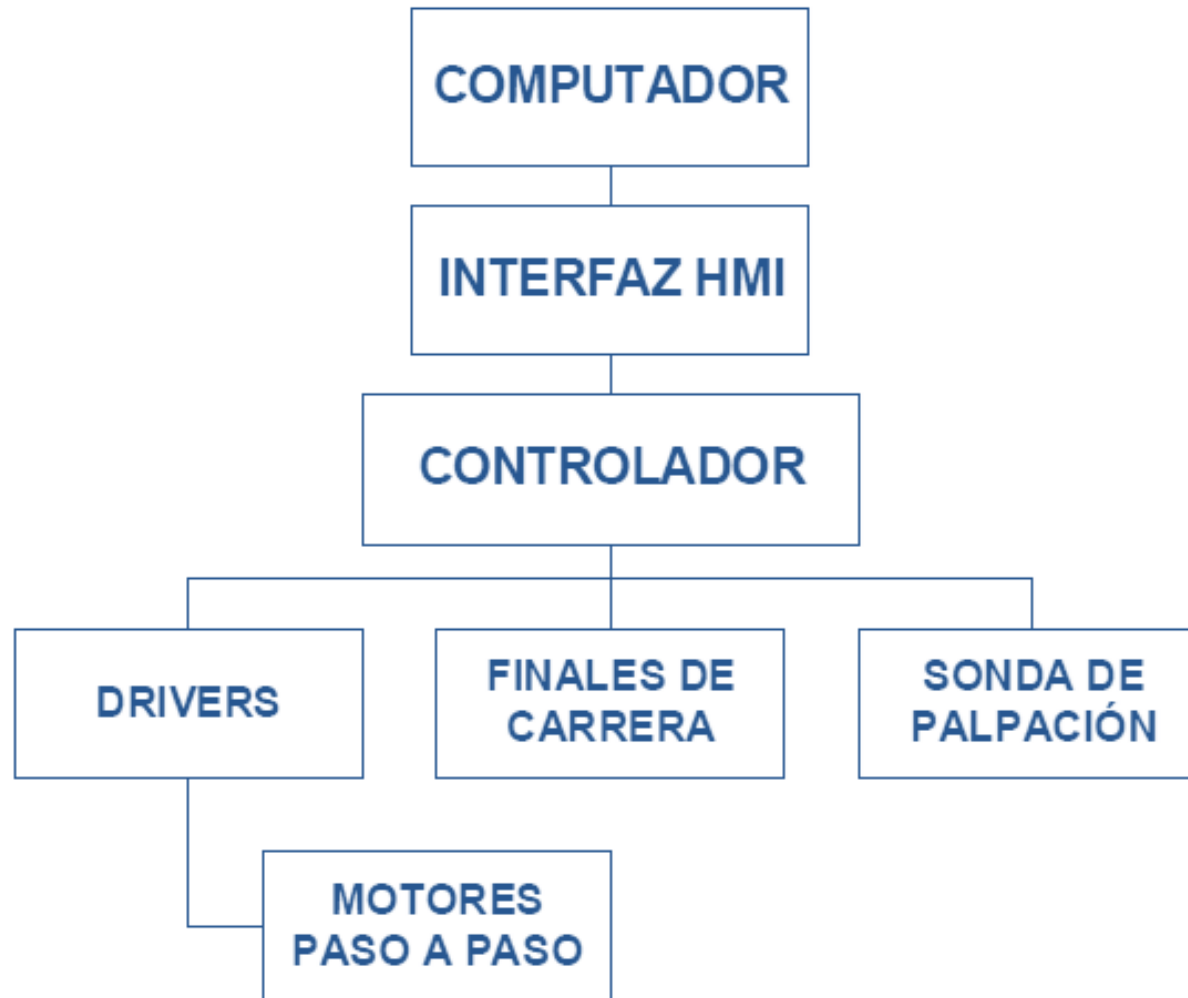 COMPUTADOR
INTERFAZ HMI
CONTROLADOR
DRIVERS
FINALES DE
CARRERA
SONDA DE
PALPACIÓN
MOTORES
PASO A PASO